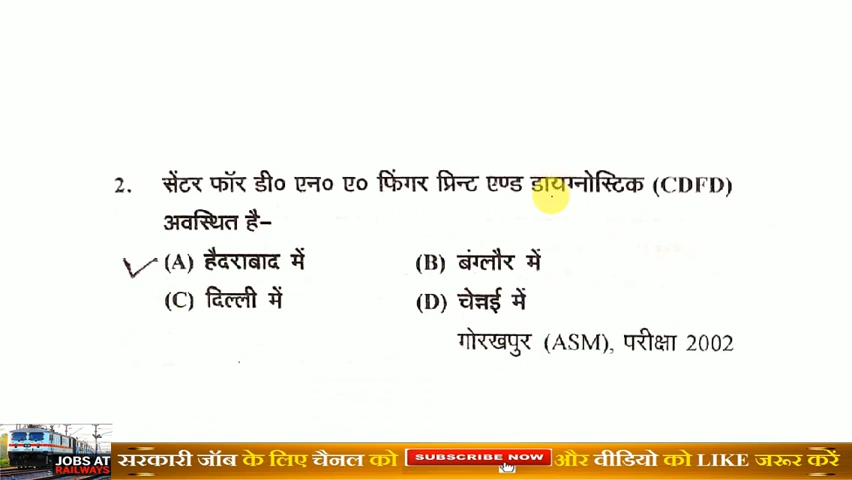 2. सेंटर फॉर डी० एन० ए० फिंगर प्रिन्ट एण्ड डायग्नोस्टिक (CDFD)
अवस्थित है–
(A) हैदराबाद में (B) बंग्लौर में
(C) दिल्ली में (D) चेन्नई में
गोरखपुर (ASM), परीक्षा 2002
JOBS AT
RAILWAYS
सरकारी जॉब के लिए चैनल को SUBSCRIBE NOW और वीडियो को LIKE जरूर करें